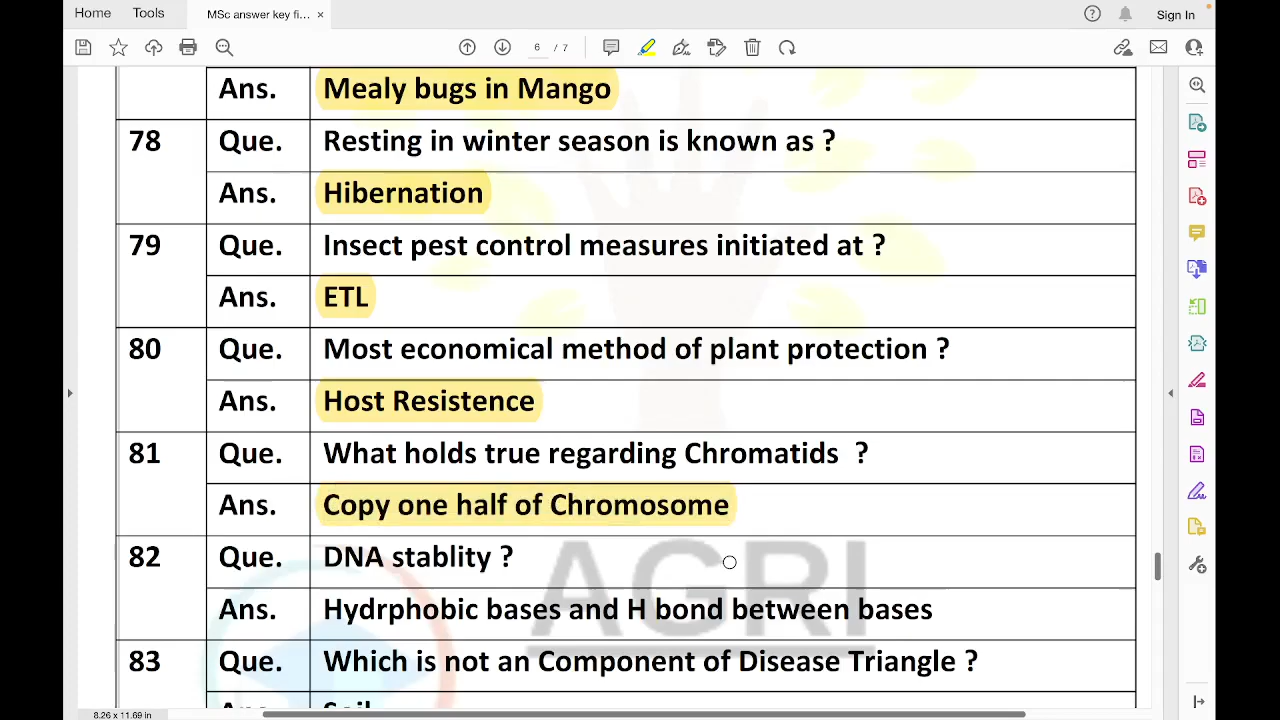 Home Tools MSc answer key fi... × Sign In
6 / 7
Ans. Mealy bugs in Mango
78 Que. Resting in winter season is known as ?
Ans. Hibernation
79 Que. Insect pest control measures initiated at ?
Ans. ETL
80 Que. Most economical method of plant protection ?
Ans. Host Resistence
81 Que. What holds true regarding Chromatids ?
Ans. Copy one half of Chromosome
82 Que. DNA stablity ?
AGRI
Ans. Hydrphobic bases and H bond between bases
83 Que. Which is not an Component of Disease Triangle ?
Ans. Soil
8.26 x 11.69 in